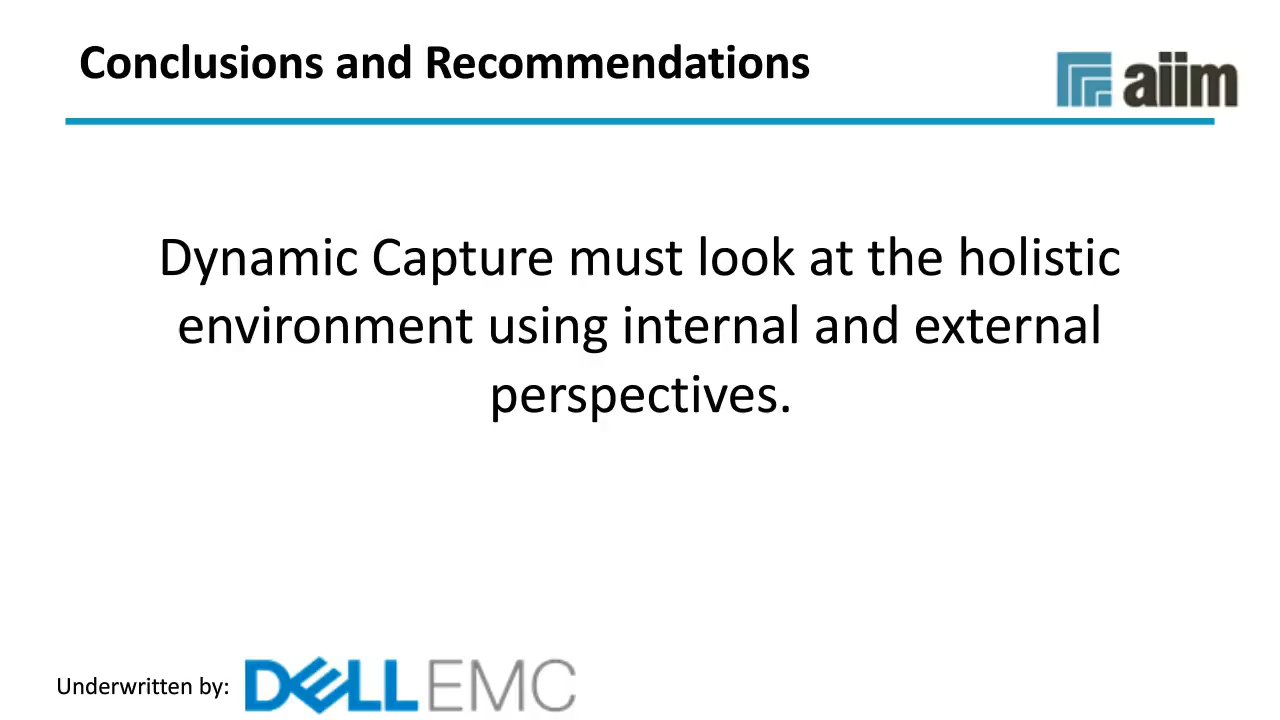 Conclusions and Recommendations
aiim
Dynamic Capture must look at the holistic
environment using internal and external
perspectives.
Underwritten by: DELL EMC